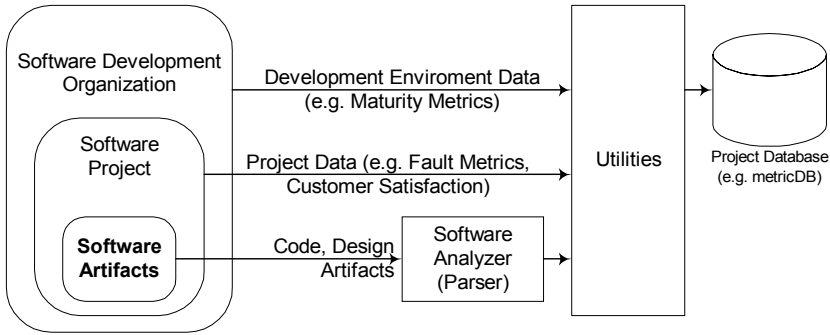 Software Development
Organization
Software
Project
Software
Artifacts
Development Enviroment Data
(e.g. Maturity Metrics)
Project Data (e.g. Fault Metrics,
Customer Satisfaction)
Code, Design
Artifacts
Software
Analyzer
(Parser)
Utilities
Project Database
(e.g. metricDB)